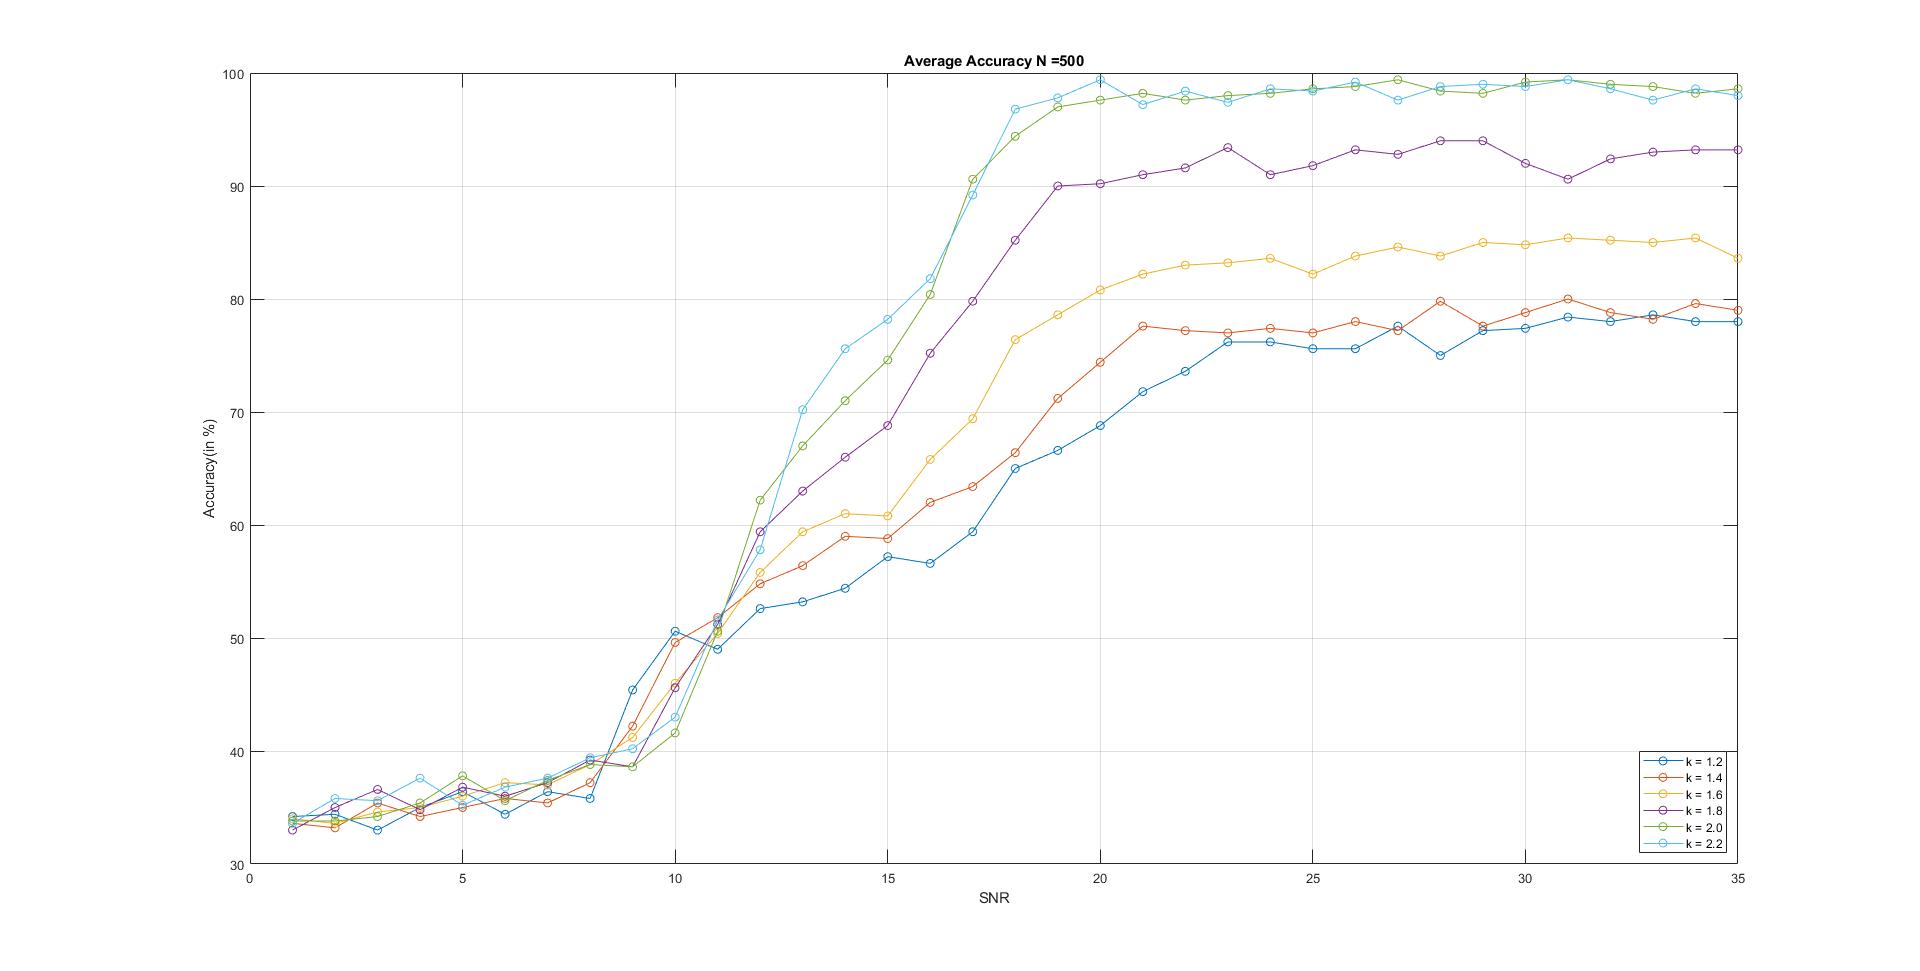 Average Accuracy N =500
100
90
80
70
60
50
40
30
Accuracy(in %)
0 5 10 15 20 25 30 35
SNR
k = 1.2
k = 1.4
k = 1.6
k = 1.8
k = 2.0
k = 2.2